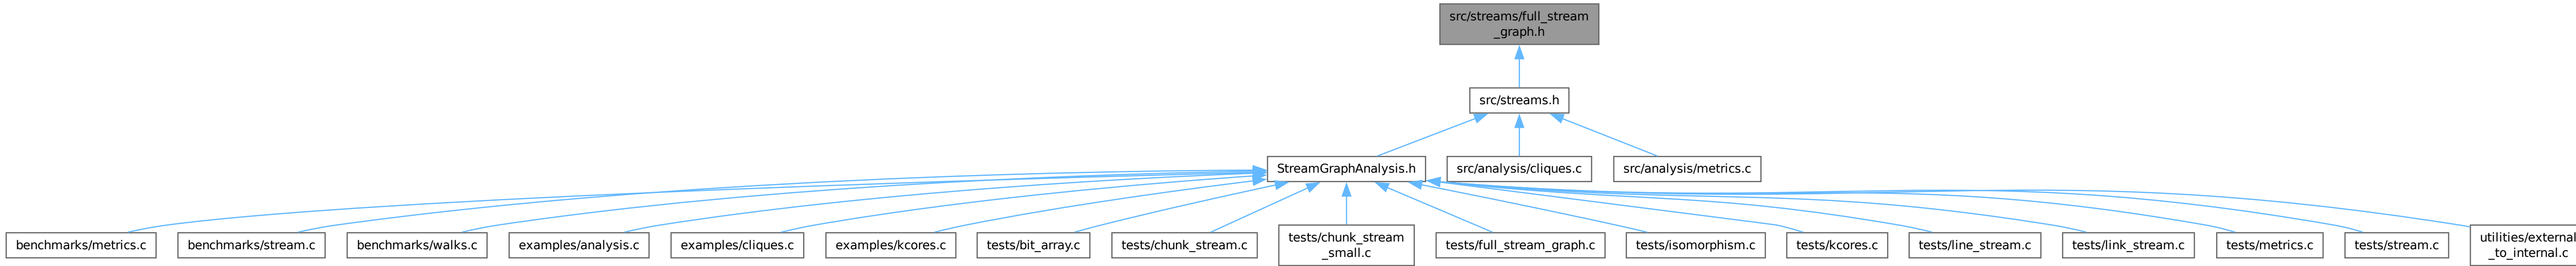 src/streams/full_stream
_graph.h
src/streams.h
StreamGraphAnalysis.h
src/analysis/cliques.c
src/analysis/metrics.c
benchmarks/metrics.c
benchmarks/stream.c
benchmarks/walks.c
examples/analysis.c
examples/cliques.c
examples/kcores.c
tests/bit_array.c
tests/chunk_stream.c
tests/chunk_stream
_small.c
tests/full_stream_graph.c
tests/isomorphism.c
tests/kcores.c
tests/line_stream.c
tests/link_stream.c
tests/metrics.c
tests/stream.c
utilities/external
_to_internal.c